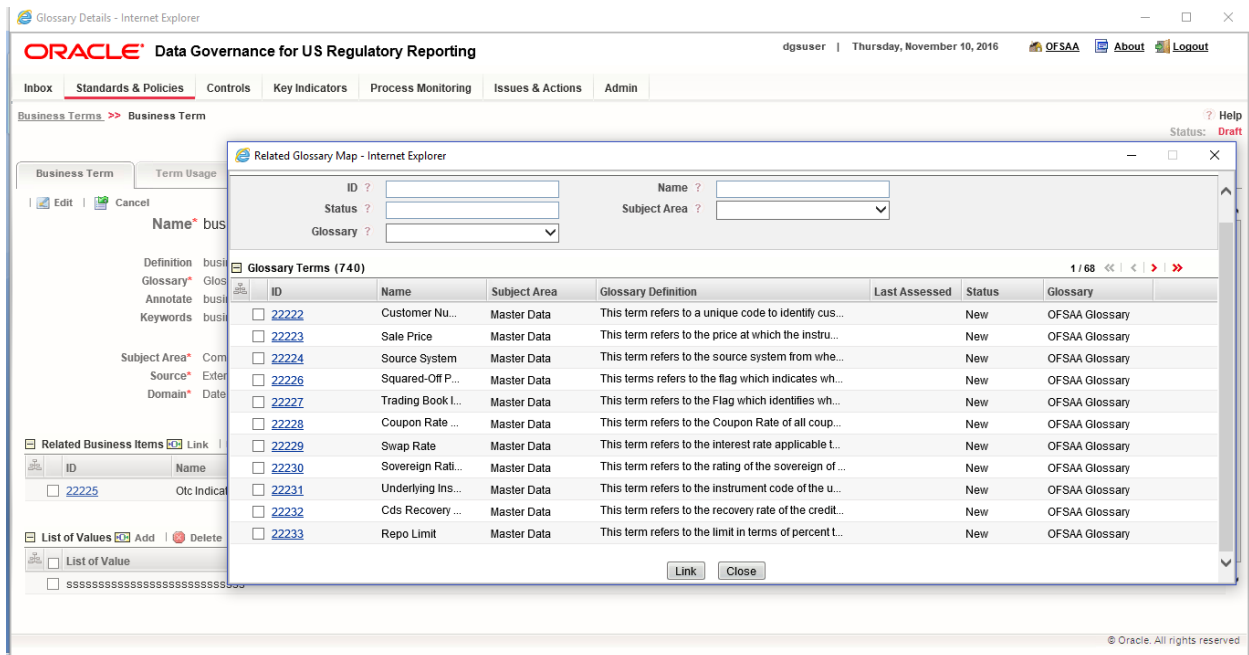 Glossary Details - Internet Explorer
ORACLE Data Governance for US Regulatory Reporting
dgsuser | Thursday, November 10, 2016 OFSAA About Logout
Inbox Standards & Policies Controls Key Indicators Process Monitoring Issues & Actions Admin
Business Terms >> Business Term
? Help
Status: Draft
Business Term Term Usage
| Edit | Cancel
Name* bus
Definition busi
Glossary* Glos
Annotate busi
Keywords busi
Subject Area* Com
Source* Exter
Domain* Date
Related Business Items Link |
ID Name
22225 Otc Indicat
List of Values Add | Delete
List of Value
ssssssssssssssssssssssssssss
Related Glossary Map - Internet Explorer
ID ? Name ?
Status ? Subject Area ?
Glossary ?
Glossary Terms (740) 1 / 68
ID Name Subject Area Glossary Definition Last Assessed Status Glossary
22222 Customer Nu... Master Data This term refers to a unique code to identify cus... New OFSAA Glossary
22223 Sale Price Master Data This term refers to the price at which the instru... New OFSAA Glossary
22224 Source System Master Data This term refers to the source system from whe... New OFSAA Glossary
22226 Squared-Off P... Master Data This terms refers to the flag which indicates wh... New OFSAA Glossary
22227 Trading Book I... Master Data This term refers to the Flag which identifies wh... New OFSAA Glossary
22228 Coupon Rate ... Master Data This term refers to the Coupon Rate of all coup... New OFSAA Glossary
22229 Swap Rate Master Data This term refers to the interest rate applicable t... New OFSAA Glossary
22230 Sovereign Rati... Master Data This term refers to the rating of the sovereign of ... New OFSAA Glossary
22231 Underlying Ins... Master Data This term refers to the instrument code of the u... New OFSAA Glossary
22232 Cds Recovery ... Master Data This term refers to the recovery rate of the credit... New OFSAA Glossary
22233 Repo Limit Master Data This term refers to the limit in terms of percent t... New OFSAA Glossary
Link Close
© Oracle. All rights reserved